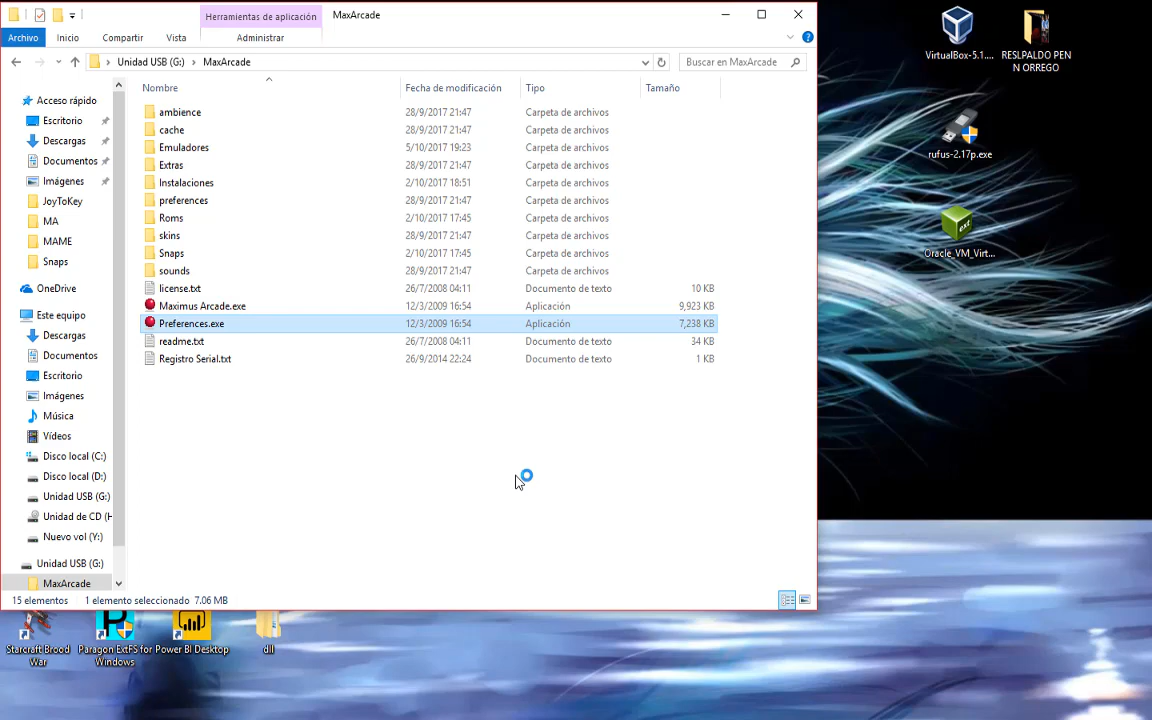 Herramientas de aplicación
MaxArcade
Archivo
Inicio
Compartir
Vista
Administrar
Unidad USB (G:)
MaxArcade
Buscar en MaxArcade
Nombre
Fecha de modificación
Tipo
Tamaño
Acceso rápido
Escritorio
Descargas
Documentos
Imágenes
JoyToKey
MA
MAME
Snaps
OneDrive
Este equipo
Descargas
Documentos
Escritorio
Imágenes
Música
Vídeos
Disco local (C:)
Disco local (D:)
Unidad USB (G:)
Unidad de CD (H
Nuevo vol (Y:)
Unidad USB (G:)
MaxArcade
ambience 28/9/2017 21:47 Carpeta de archivos
cache 28/9/2017 21:47 Carpeta de archivos
Emuladores 5/10/2017 19:23 Carpeta de archivos
Extras 28/9/2017 21:47 Carpeta de archivos
Instalaciones 2/10/2017 18:51 Carpeta de archivos
preferences 28/9/2017 21:47 Carpeta de archivos
Roms 2/10/2017 17:45 Carpeta de archivos
skins 28/9/2017 21:47 Carpeta de archivos
Snaps 2/10/2017 17:45 Carpeta de archivos
sounds 28/9/2017 21:47 Carpeta de archivos
license.txt 26/7/2008 04:11 Documento de texto 10 KB
Maximus Arcade.exe 12/3/2009 16:54 Aplicación 9,923 KB
Preferences.exe 12/3/2009 16:54 Aplicación 7,238 KB
readme.txt 26/7/2008 04:11 Documento de texto 34 KB
Registro Serial.txt 26/9/2014 22:24 Documento de texto 1 KB
15 elementos
1 elemento seleccionado 7.06 MB
VirtualBox-5.1....
RESLPALDO PEN
N ORREGO
rufus-2.17p.exe
ext
Oracle_VM_Virt...
Starcraft Brood
War
Paragon ExtFS for
Windows
Power BI Desktop
dll